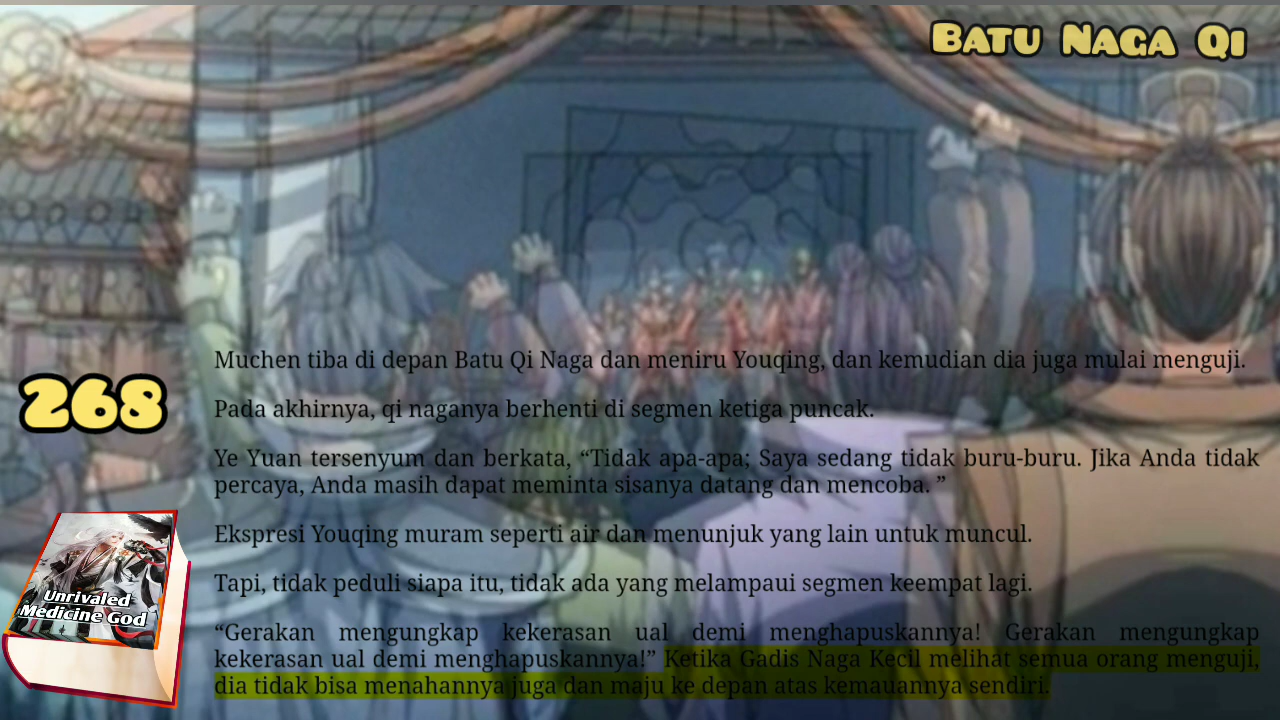 BATU NAGA QI
Muchen tiba di depan Batu Qi Naga dan meniru Youqing, dan kemudian dia juga mulai menguji.
268
Pada akhirnya, qi naganya berhenti di segmen ketiga puncak.
Ye Yuan tersenyum dan berkata, “Tidak apa-apa; Saya sedang tidak buru-buru. Jika Anda tidak
percaya, Anda masih dapat meminta sisanya datang dan mencoba. ”
Ekspresi Youqing muram seperti air dan menunjuk yang lain untuk muncul.
Tapi, tidak peduli siapa itu, tidak ada yang melampaui segmen keempat lagi.
Unrivaled
Medicine God
“Gerakan mengungkap kekerasan ual demi menghapuskannya! Gerakan mengungkap
kekerasan ual demi menghapuskannya!” Ketika Gadis Naga Kecil melihat semua orang menguji,
dia tidak bisa menahannya juga dan maju ke depan atas kemauannya sendiri.